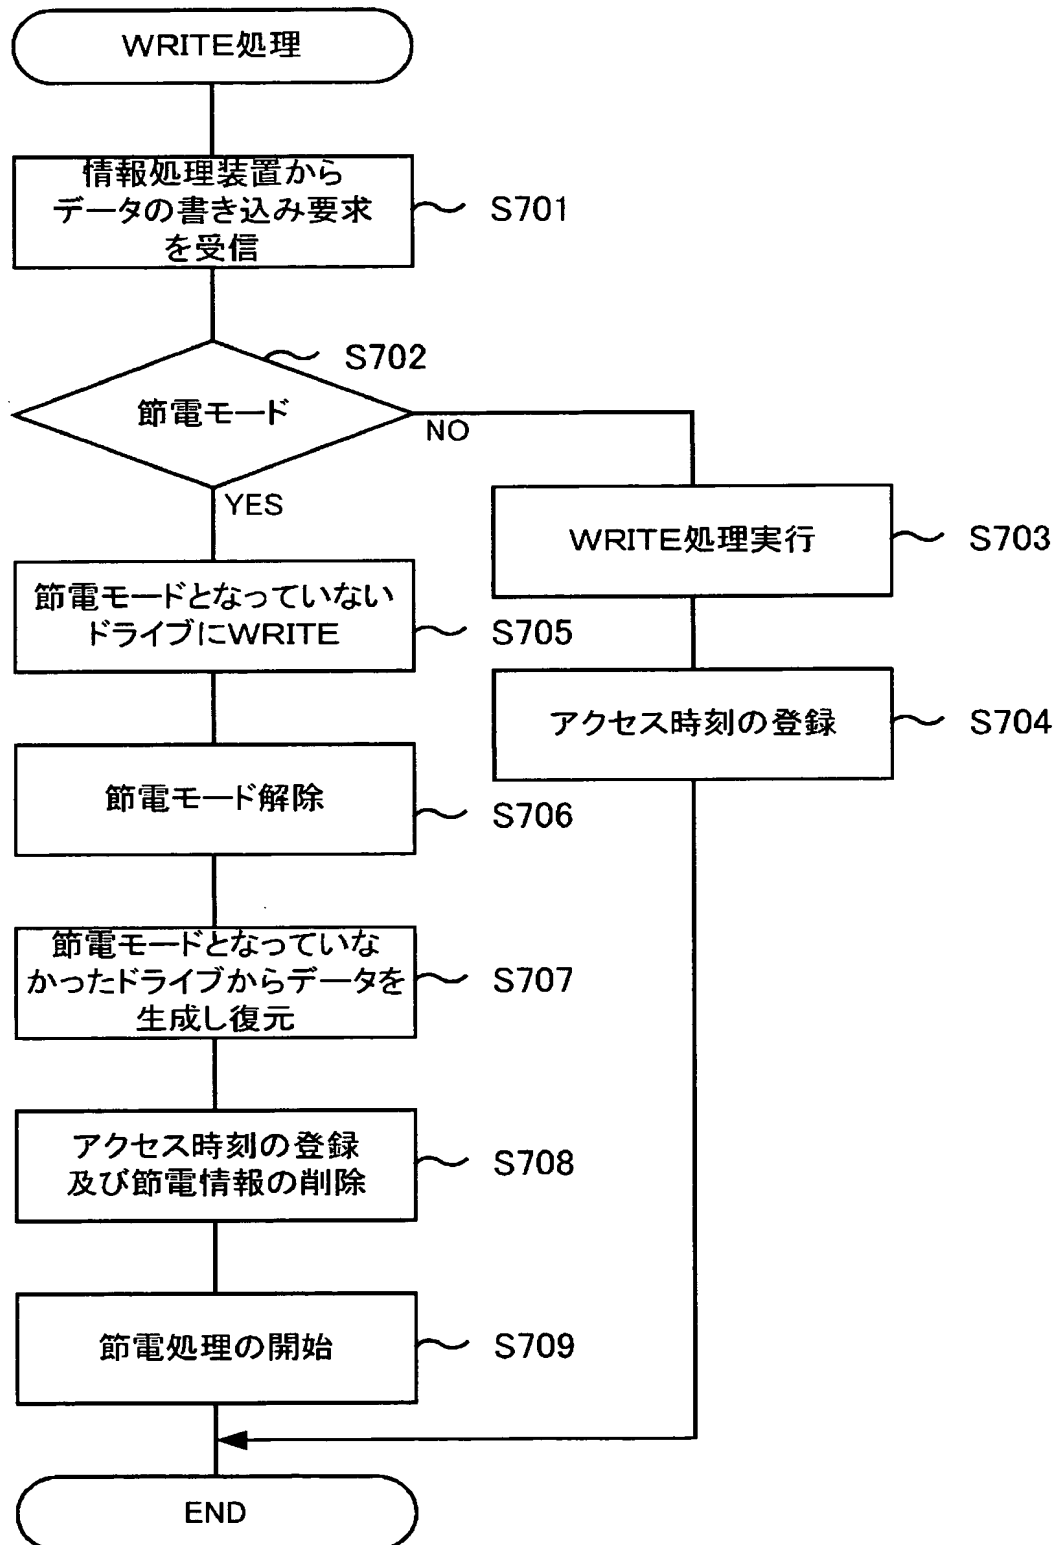 WRITE処理
情報処理装置から
データの書き込み要求
を受信
S701
S702
節電モード
NO
YES
WRITE処理実行
S703
節電モードとなっていない
ドライブにWRITE
S705
アクセス時刻の登録
S704
節電モード解除
S706
節電モードとなっていな
かったドライブからデータを
生成し復元
S707
アクセス時刻の登録
及び節電情報の削除
S708
節電処理の開始
S709
END